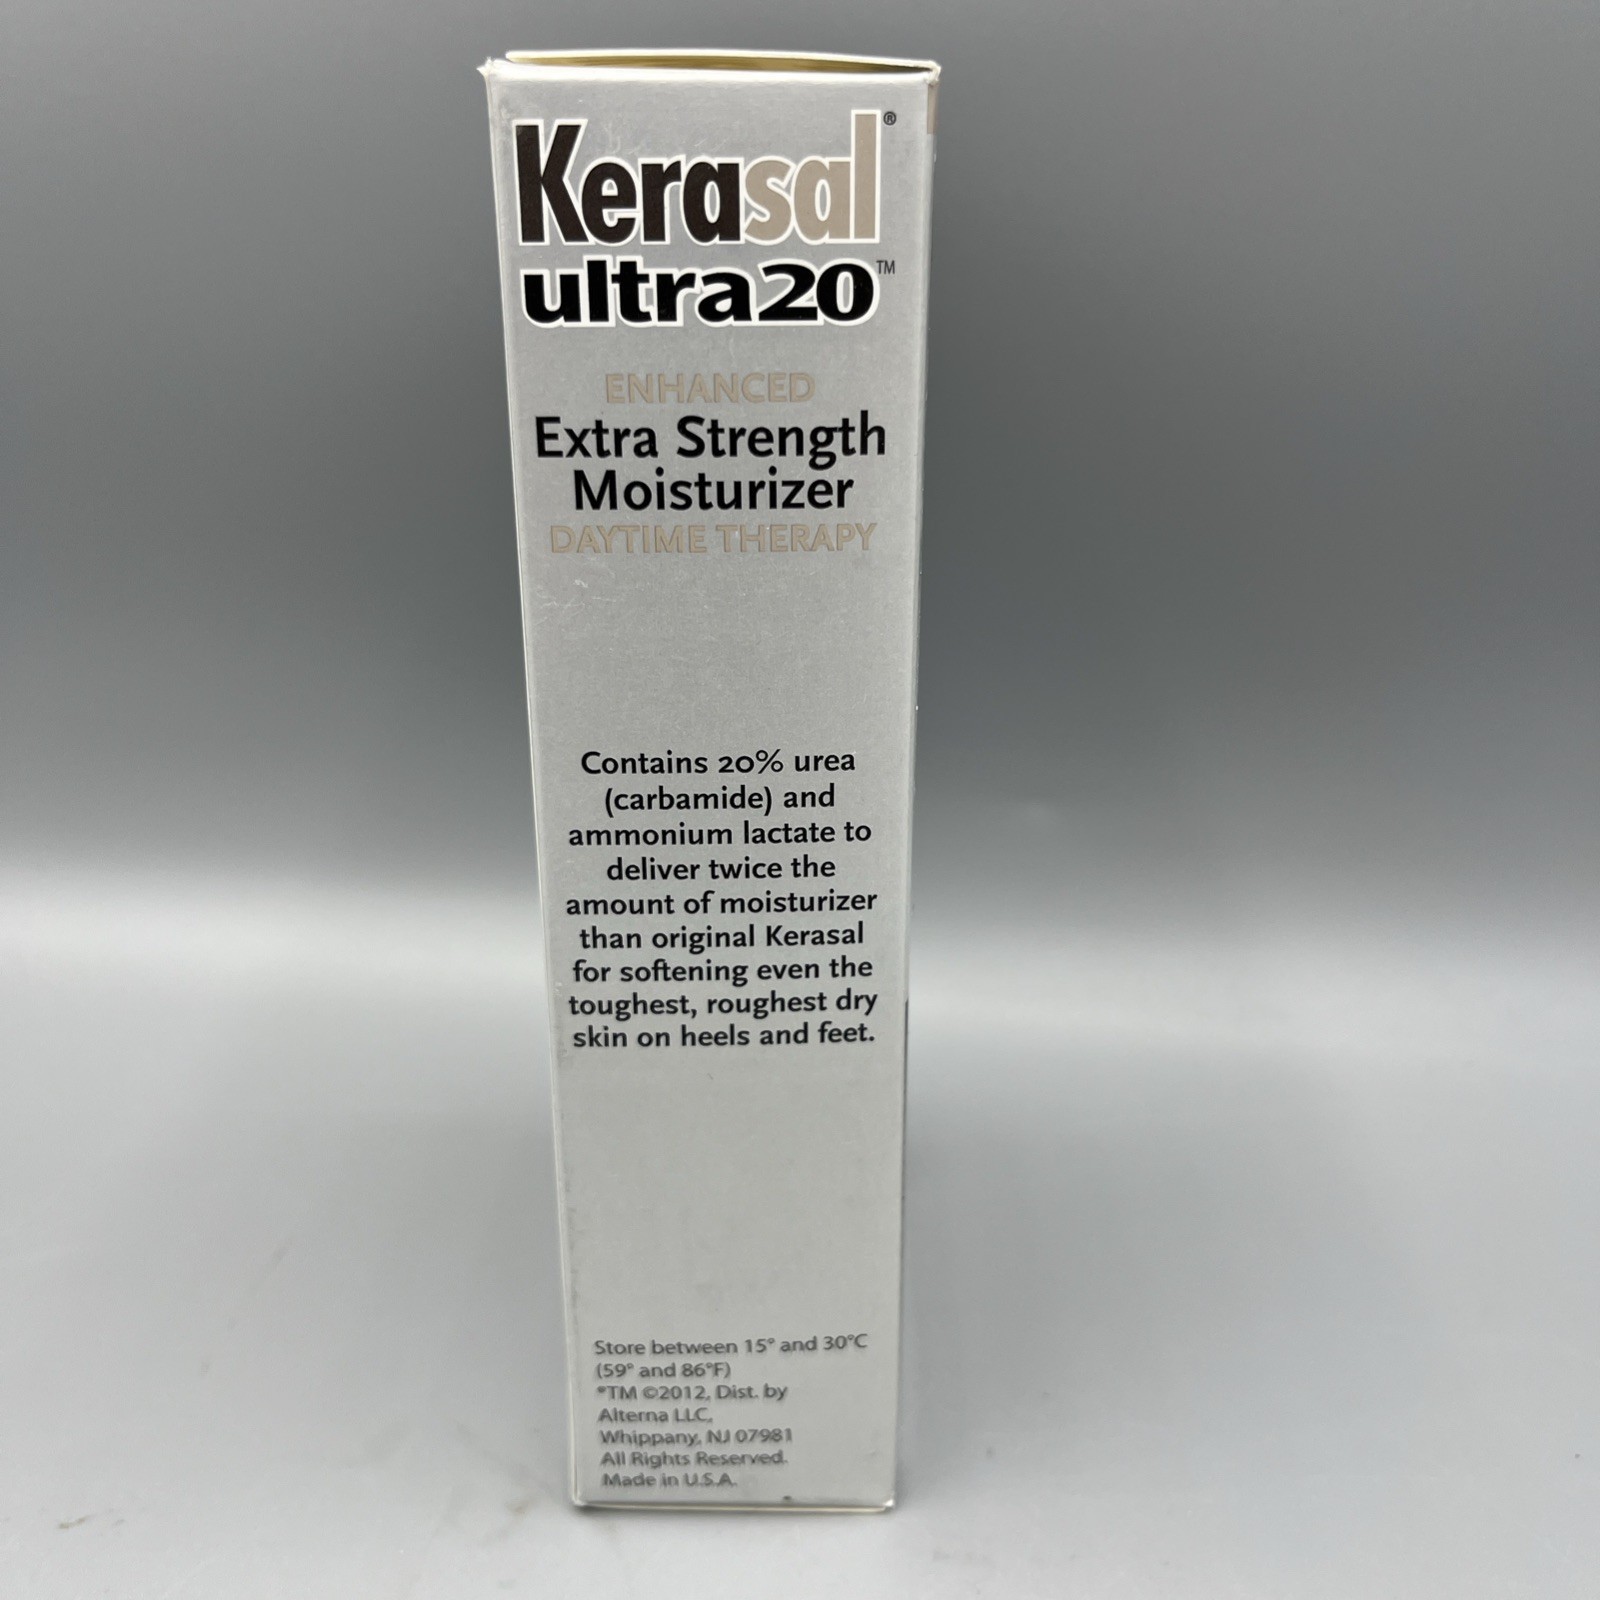 Kerasal®
ultra20™
ENHANCED
Extra Strength
Moisturizer
DAYTIME THERAPY
Contains 20% urea
(carbamide) and
ammonium lactate to
deliver twice the
amount of moisturizer
than original Kerasal
for softening even the
toughest, roughest dry
skin on heels and feet.
Store between 15° and 30°C
(59° and 86°F)
®TM ©2012, Dist. by
Alterna LLC,
Whippany, NJ 07981
All Rights Reserved.
Made in U.S.A.